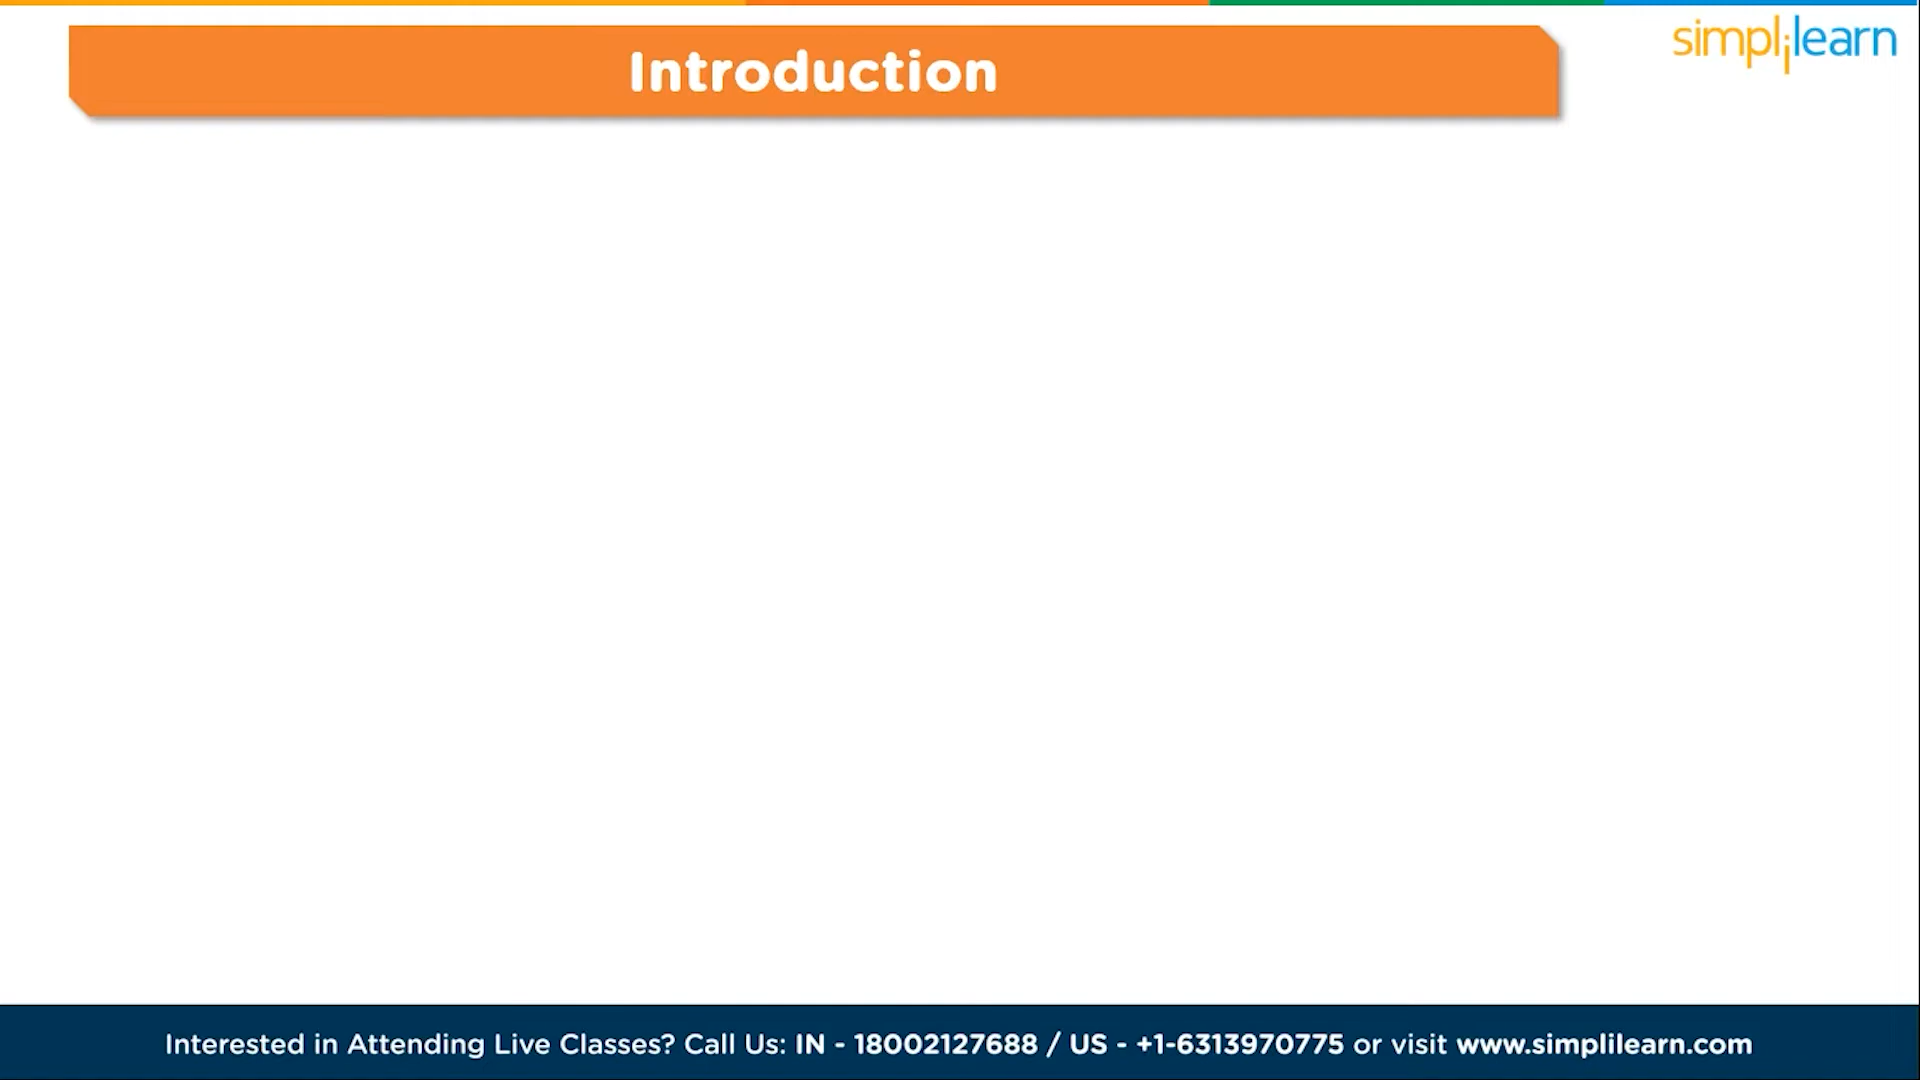 Introduction
simplilearn
Interested in Attending Live Classes? Call Us: IN - 18002127688 / US - +1-6313970775 or visit www.simplilearn.com